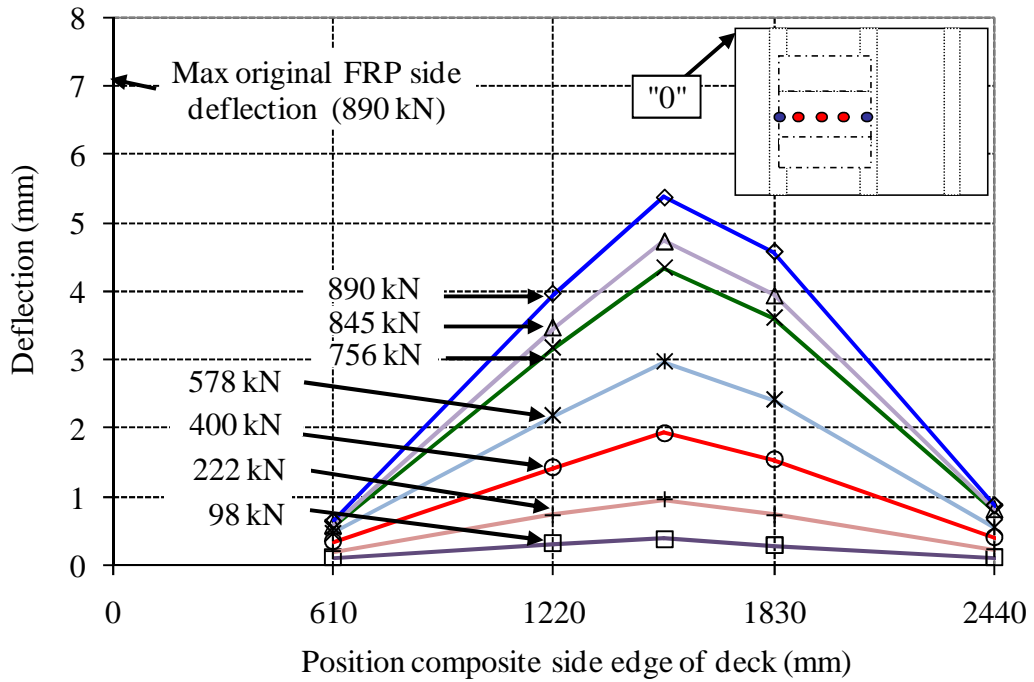 8
7
6
5
4
3
2
1
0
Deflection (mm)
Max original FRP side
deflection (890 kN)
"0"
890 kN
845 kN
756 kN
578 kN
400 kN
222 kN
98 kN
0
610
1220
1830
2440
Position composite side edge of deck (mm)